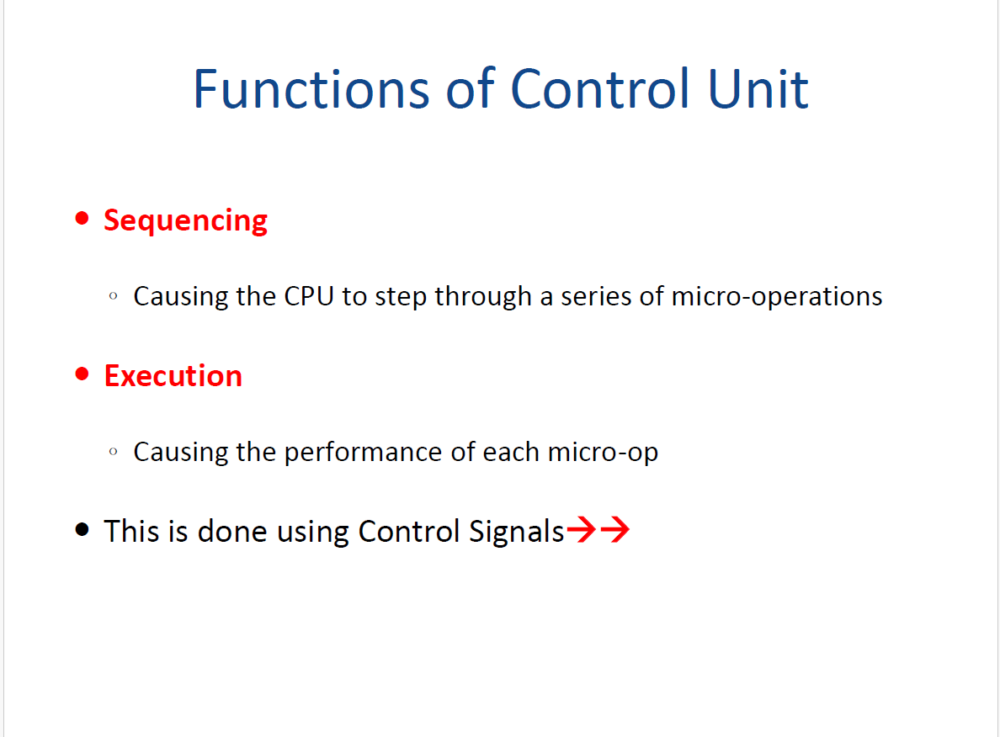 Functions of Control Unit
• Sequencing
◦ Causing the CPU to step through a series of micro-operations
• Execution
◦ Causing the performance of each micro-op
• This is done using Control Signals→→